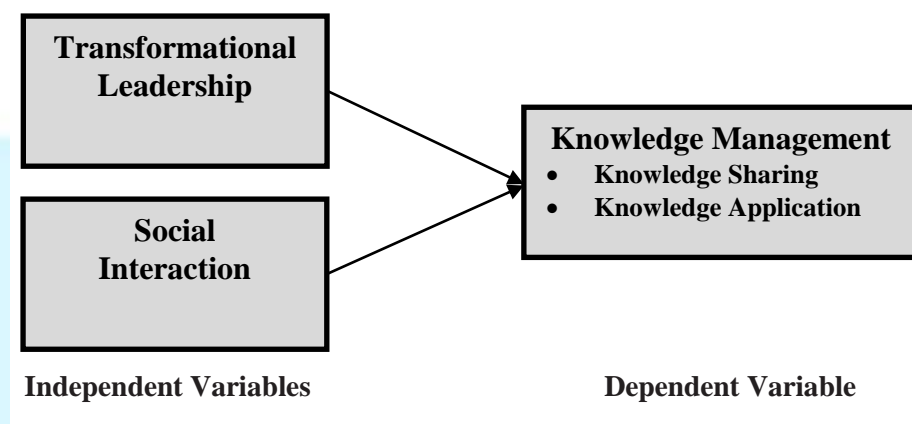 Transformational
Leadership
Social
Interaction
Knowledge Management
• Knowledge Sharing
• Knowledge Application
Independent Variables
Dependent Variable